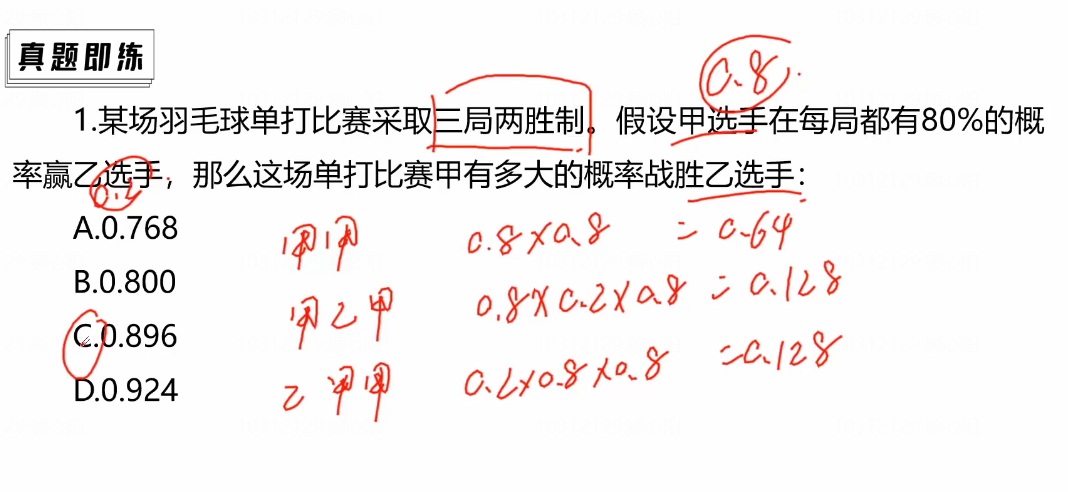 真题即练
0.8
1.某场羽毛球单打比赛采取三局两胜制。假设甲选手在每局都有80%的概
率赢乙选手，那么这场单打比赛甲有多大的概率战胜乙选手：
0.2
A.0.768
甲甲 0.8×0.8 = 0.64
B.0.800
甲乙甲 0.8×0.2×0.8 = 0.128
C.0.896
乙甲甲 0.2×0.8×0.8 =0.128
D.0.924